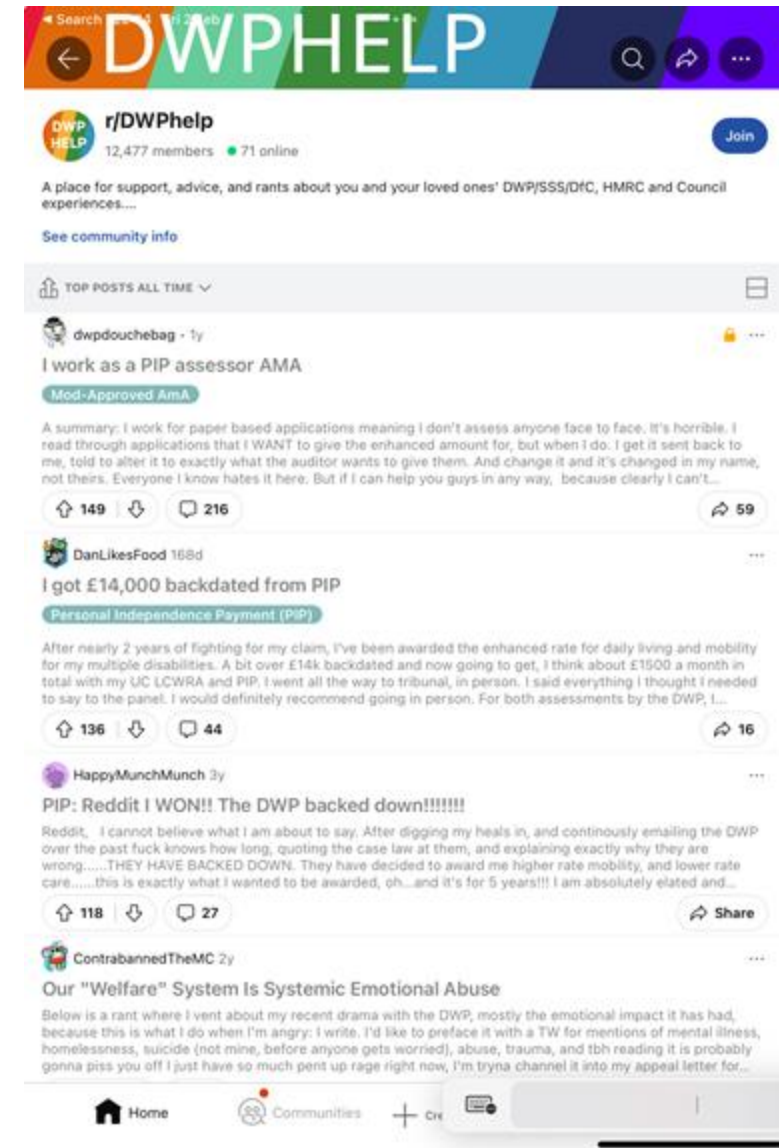 Search
DWPHELP
DWP
HELP
r/DWPhelp
12,477 members 71 online
Join
A place for support, advice, and rants about you and your loved ones' DWP/SSS/DfC, HMRC and Council
experiences....
See community info
TOP POSTS ALL TIME
dwpdouchebag • 1y
I work as a PIP assessor AMA
Mod-Approved AmA
A summary: I work for paper based applications meaning I don't assess anyone face to face. It's horrible. I
read through applications that I WANT to give the enhanced amount for, but when I do. I get it sent back to
me, told to alter it to exactly what the auditor wants to give them. And change it and it's changed in my name,
not theirs. Everyone I know hates it here. But if I can help you guys in any way, because clearly I can't...
149 216 59
DanLikesFood 168d
I got £14,000 backdated from PIP
Personal Independence Payment (PIP)
After nearly 2 years of fighting for my claim, I've been awarded the enhanced rate for daily living and mobility
for my multiple disabilities. A bit over £14k backdated and now going to get, I think about £1500 a month in
total with my UC LCWRA and PIP. I went all the way to tribunal, in person. I said everything I thought I needed
to say to the panel. I would definitely recommend going in person. For both assessments by the DWP, I...
136 44 16
HappyMunchMunch 3y
PIP: Reddit I WON!! The DWP backed down!!!!!!!
Reddit, I cannot believe what I am about to say. After digging my heals in, and continously emailing the DWP
over the past fuck knows how long, quoting the case law at them, and explaining exactly why they are
wrong......THEY HAVE BACKED DOWN. They have decided to award me higher rate mobility, and lower rate
care......this is exactly what I wanted to be awarded, oh...and it's for 5 years!!! I am absolutely elated and...
118 27 Share
ContrabannedTheMC 2y
Our "Welfare" System Is Systemic Emotional Abuse
Below is a rant where I vent about my recent drama with the DWP, mostly the emotional impact it has had,
because this is what I do when I'm angry: I write. I'd like to preface it with a TW for mentions of mental illness,
homelessness, suicide (not mine, before anyone gets worried), abuse, trauma, and tbh reading it is probably
gonna piss you off I just have so much pent up rage right now, I'm tryna channel it into my appeal letter for...
Home Communities Cre